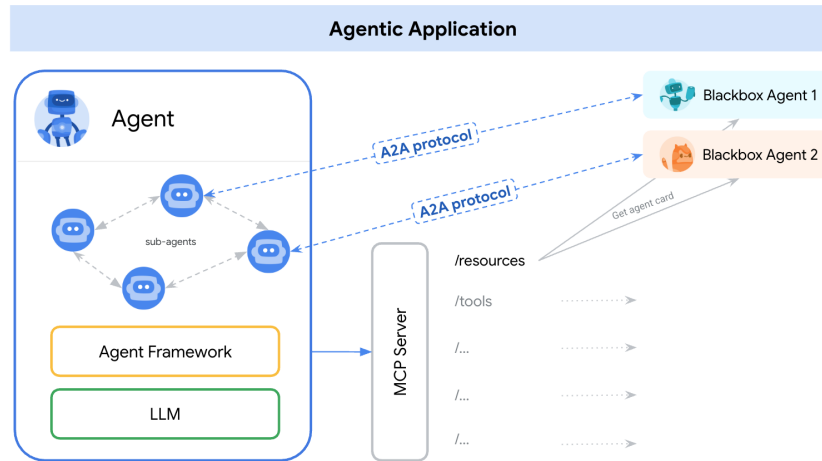 Agentic Application
Agent
sub-agents
Agent Framework
LLM
A2A protocol
A2A protocol
MCP Server
/resources
/tools
/...
/...
/...
Get agent card
Blackbox Agent 1
Blackbox Agent 2